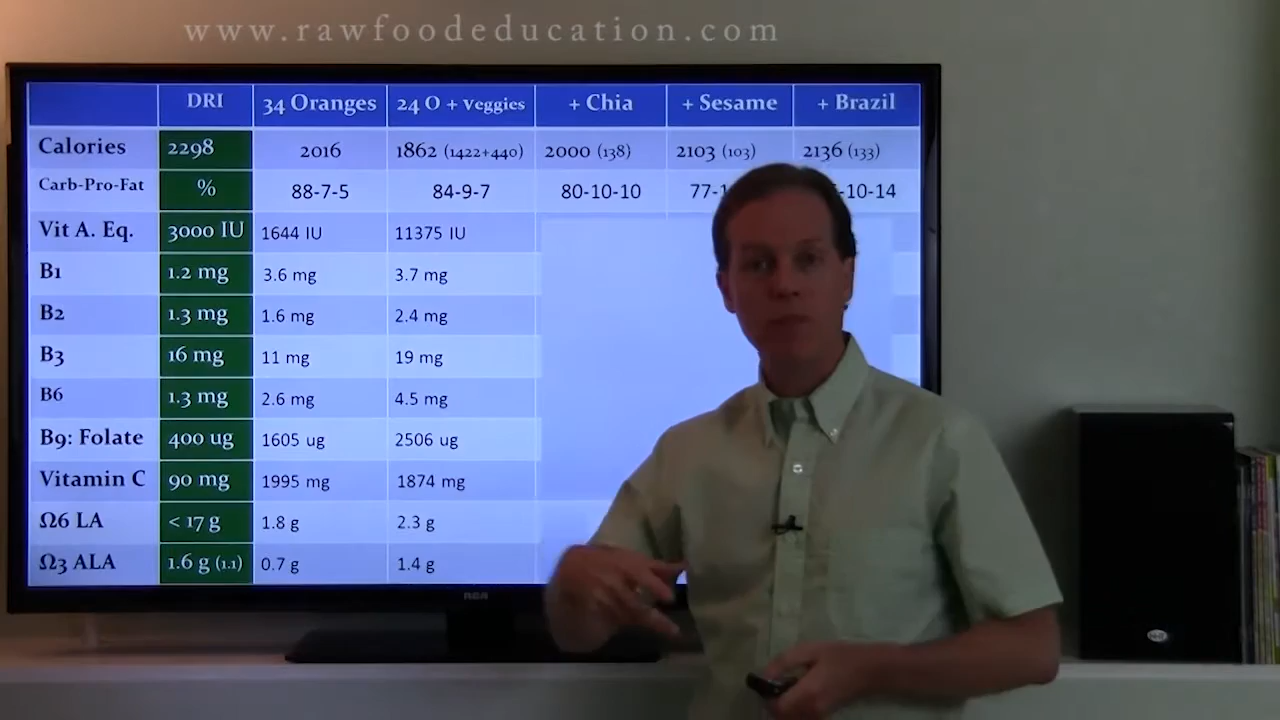 www.rawfoodeducation.com
DRI 34 Oranges 24 O + veggies + Chia + Sesame + Brazil
Calories 2298 2016 1862 (1422+440) 2000 (138) 2103 (103) 2136 (133)
Carb-Pro-Fat % 88-7-5 84-9-7 80-10-10 77-1 -10-14
Vit A. Eq. 3000 IU 1644 IU 11375 IU
B1 1.2 mg 3.6 mg 3.7 mg
B2 1.3 mg 1.6 mg 2.4 mg
B3 16 mg 11 mg 19 mg
B6 1.3 mg 2.6 mg 4.5 mg
B9: Folate 400 ug 1605 ug 2506 ug
Vitamin C 90 mg 1995 mg 1874 mg
Ω6 LA < 17 g 1.8 g 2.3 g
Ω3 ALA 1.6 g (1.1) 0.7 g 1.4 g
RCA